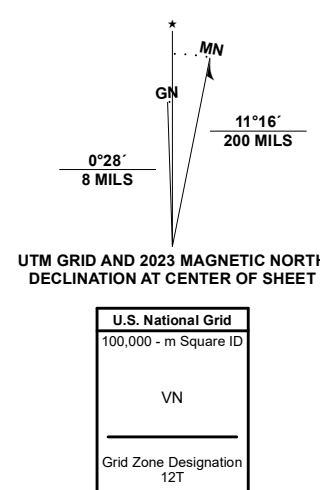 ★
MN
GN
11°16´
200 MILS
0°28´
8 MILS
UTM GRID AND 2023 MAGNETIC NORTH
DECLINATION AT CENTER OF SHEET
U.S. National Grid
100,000 - m Square ID
VN
Grid Zone Designation
12T